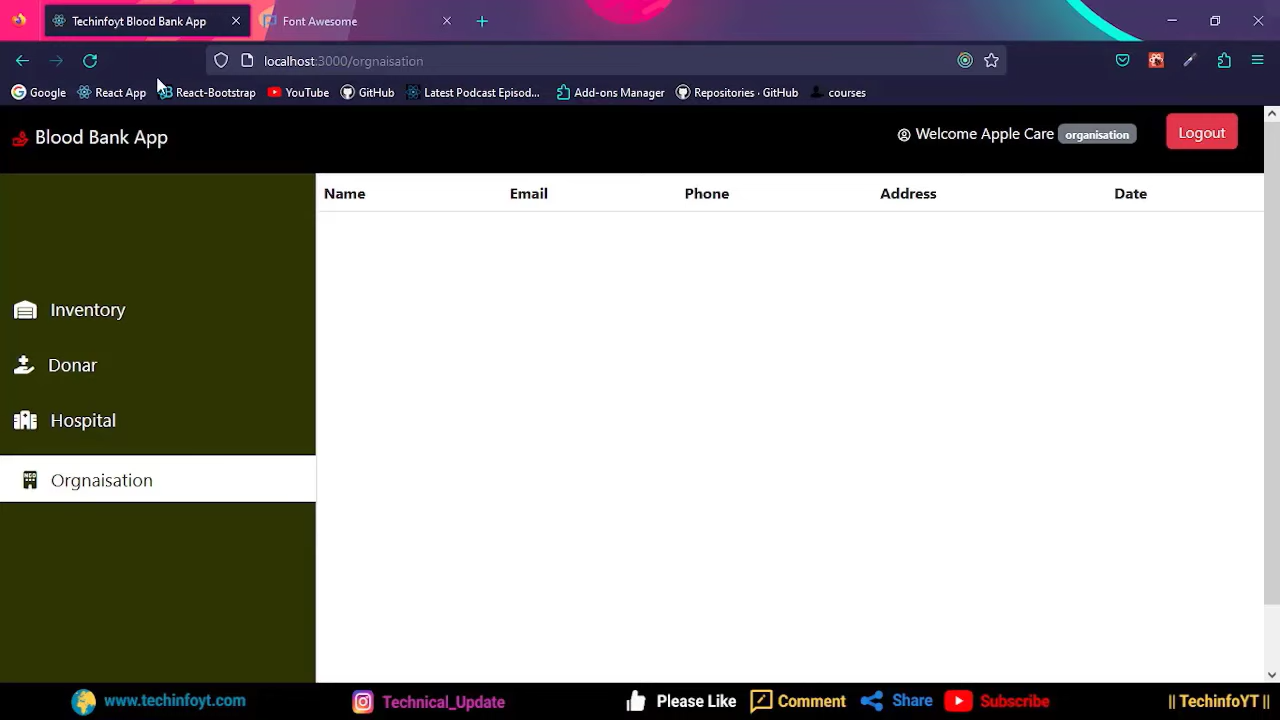 Techinfoyt Blood Bank App
Font Awesome
localhost:3000/orgnaisation
Google
React App
React-Bootstrap
YouTube
GitHub
Latest Podcast Episod...
Add-ons Manager
Repositories · GitHub
courses
Blood Bank App
Welcome Apple Care organisation
Logout
Name Email Phone Address Date
Inventory
Donar
Hospital
NGO
Orgnaisation
www.techinfoyt.com
Technical_Update
Please Like
Comment
Share
Subscribe
|| TechinfoYT ||